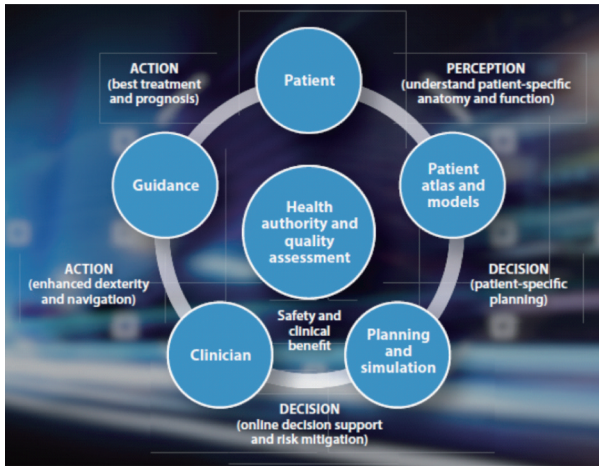 Patient
ACTION
(best treatment
and prognosis)
PERCEPTION
(understand patient-specific
anatomy and function)
Guidance
Patient
atlas and
models
Health
authority and
quality
assessment
ACTION
(enhanced dexterity
and navigation)
DECISION
(patient-specific
planning)
Safety and
clinical
benefit
Clinician
Planning
and
simulation
DECISION
(online decision support
and risk mitigation)